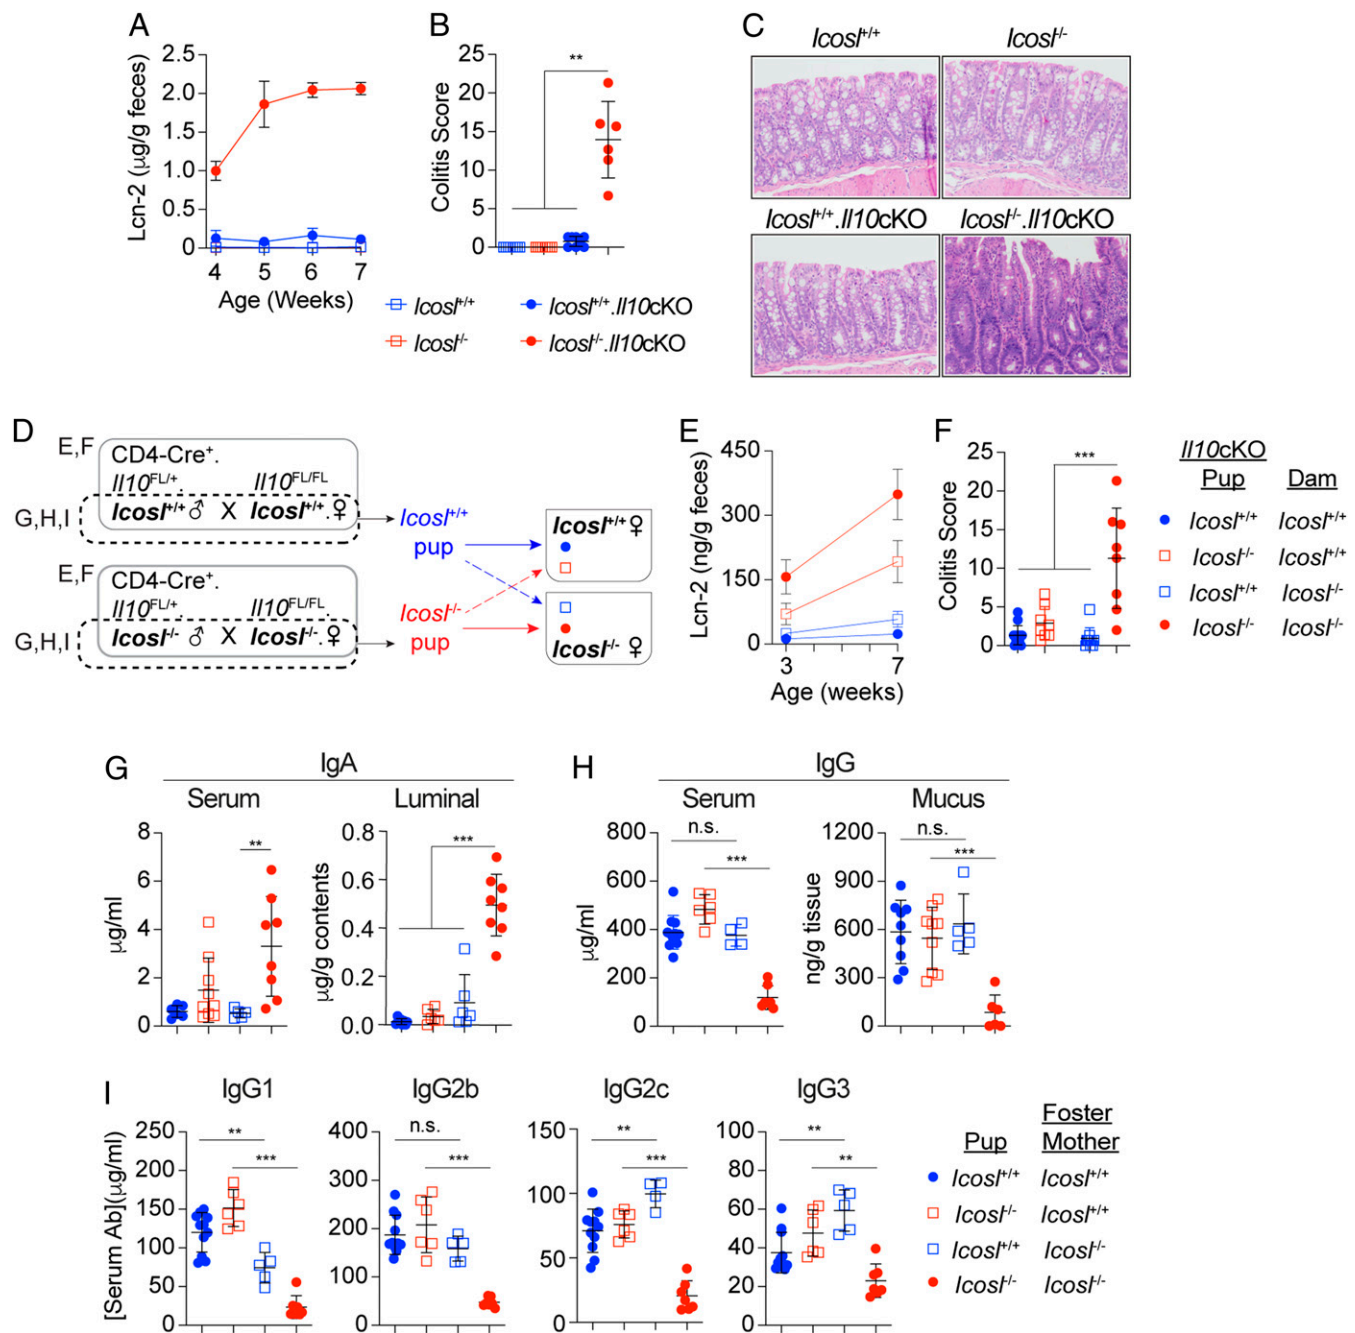 A
Lcn-2 (μg/g feces)
2.5
2.0
1.5
1.0
0.5
0
4 5 6 7
Age (Weeks)
B
Colitis Score
25
20
15
10
5
0
**
Icosl+/+
Icosl-/-
Icosl+/+.Il10cKO
Icosl-/-.Il10cKO
C
Icosl+/+ Icosl-/-
Icosl+/+.Il10cKO Icosl-/-.Il10cKO
D
E,F
CD4-Cre+.
Il10FL/+. Il10FL/FL
G,H,I
Icosl+/+♂ X Icosl+/+.♀
E,F
CD4-Cre+.
Il10FL/+. Il10FL/FL.
G,H,I
Icosl-/- ♂ X Icosl-/-.♀
Icosl+/+
pup
Icosl-/-
pup
Icosl+/+♀
Icosl-/- ♀
E
Lcn-2 (ng/g feces)
450
300
150
0
3 7
Age (weeks)
F
Colitis Score
25
20
15
10
5
0
***
Il10cKO
Pup Dam
Icosl+/+ Icosl+/+
Icosl-/- Icosl+/+
Icosl+/+ Icosl-/-
Icosl-/- Icosl-/-
G
IgA
Serum
μg/ml
8
6
4
2
0
**
Luminal
μg/g contents
0.8
0.6
0.4
0.2
0.0
***
H
IgG
Serum
μg/ml
800
600
400
200
0
n.s.
***
Mucus
ng/g tissue
1200
900
600
300
0
n.s.
***
I
[Serum Ab](μg/ml)
IgG1
250
200
150
100
50
0
**
***
IgG2b
400
300
200
100
0
n.s.
***
IgG2c
150
100
50
0
**
***
IgG3
100
80
60
40
20
0
**
**
Foster
Pup Mother
Icosl+/+ Icosl+/+
Icosl-/- Icosl+/+
Icosl+/+ Icosl-/-
Icosl-/- Icosl-/-